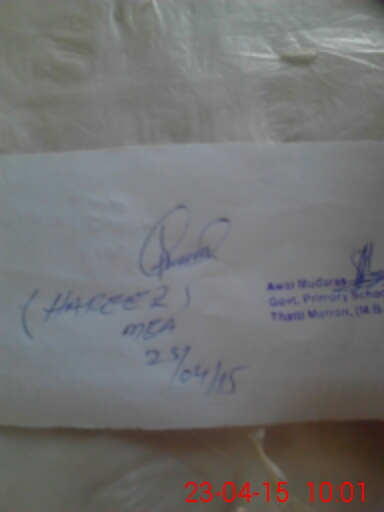 (HAFEEZ)
MEA
23/04/15
Awal Mudaras
Govt. Primary School
Thatti Marran, (M.B
23-04-15 10:01